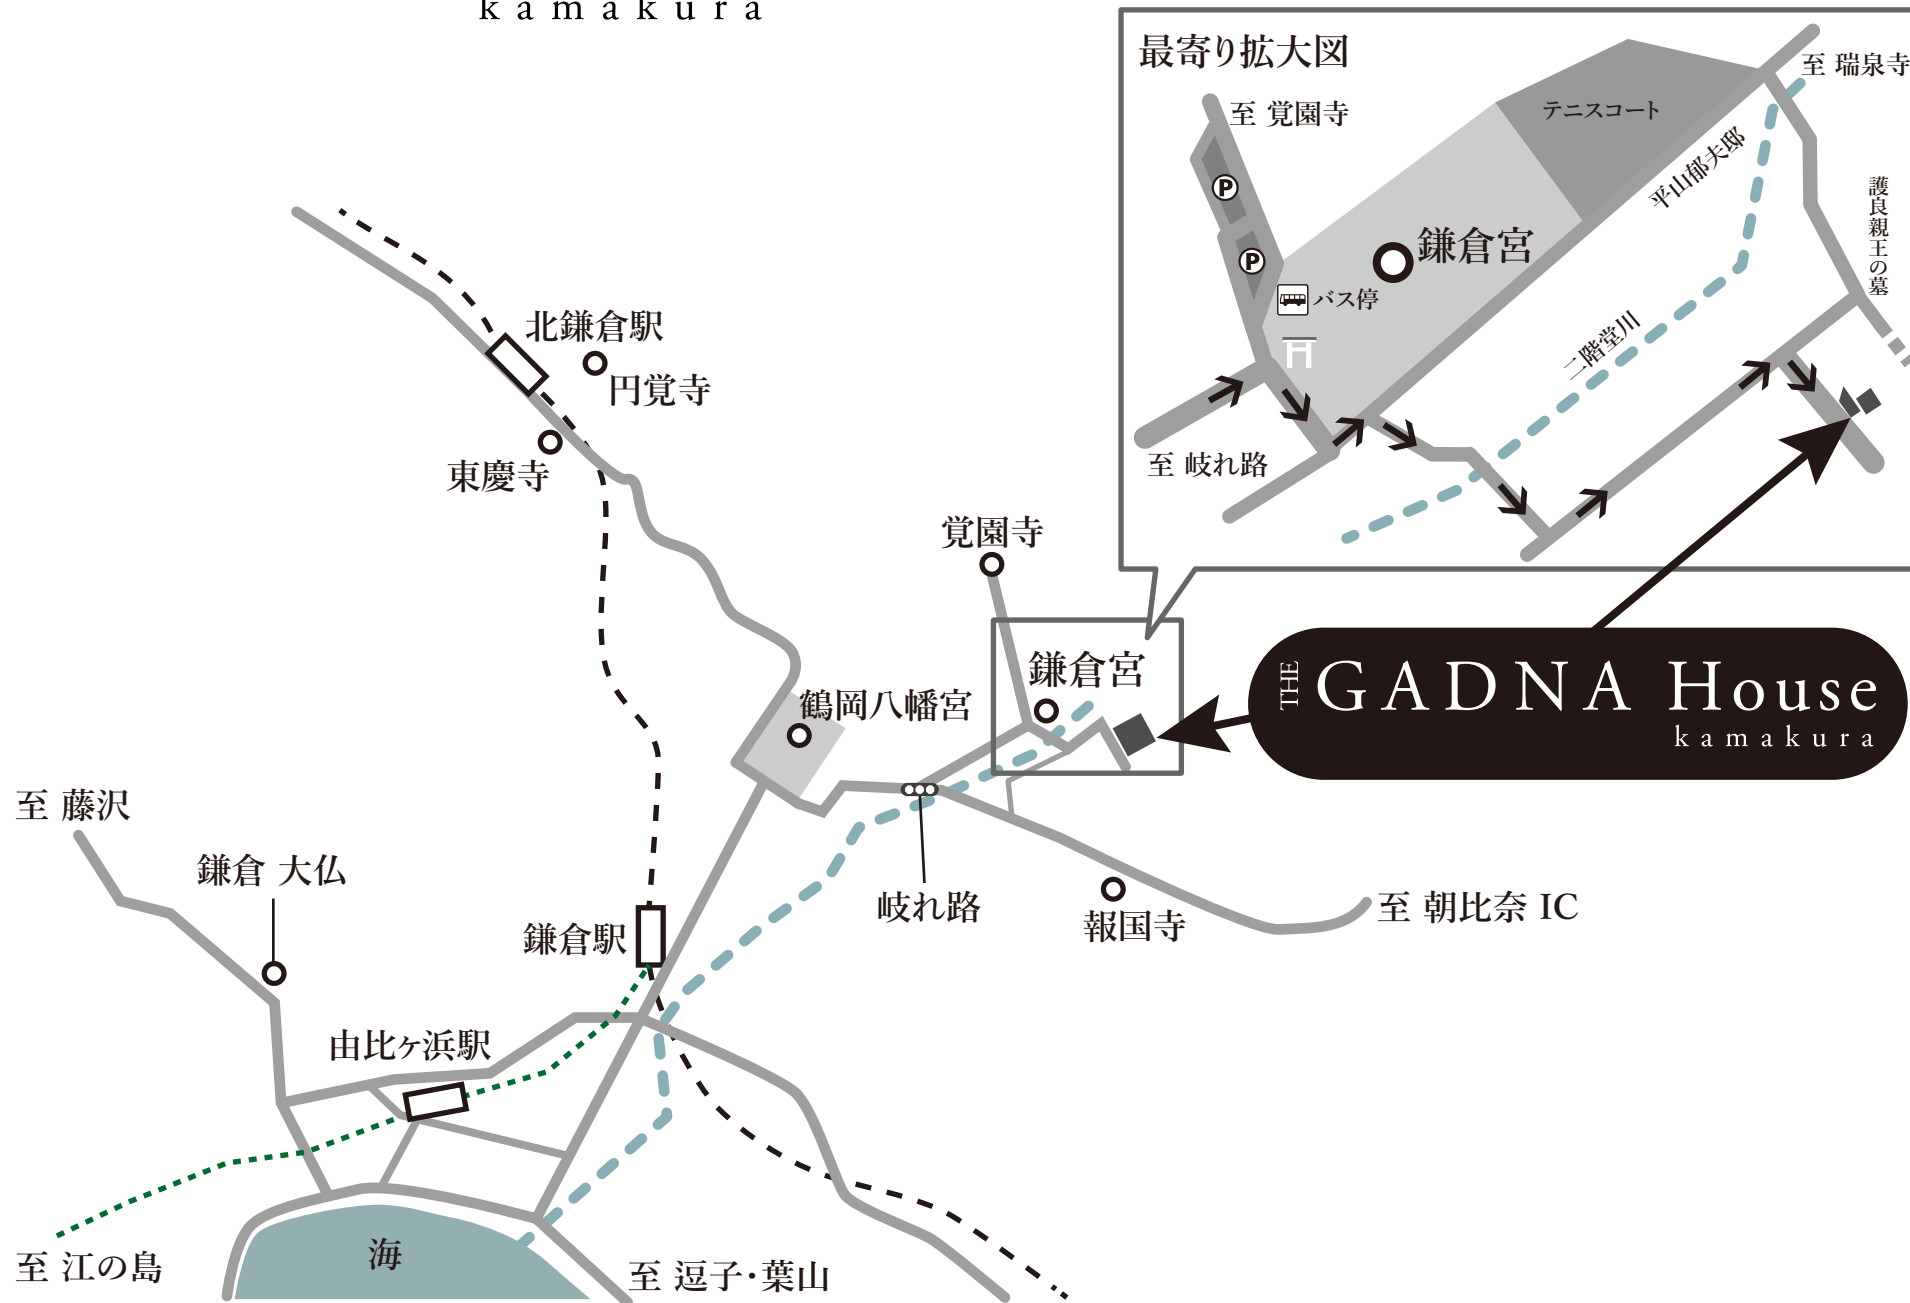 kamakura
最寄り拡大図
至 瑞泉寺
至 覚園寺
テニスコート
平山郁夫邸
護良親王の墓
P
鎌倉宮
P
バス停
二階堂川
至 岐れ路
北鎌倉駅
円覚寺
東慶寺
覚園寺
鎌倉宮
THE GADNA House
kamakura
鶴岡八幡宮
至 藤沢
鎌倉 大仏
岐れ路
至 朝比奈 IC
報国寺
鎌倉駅
由比ヶ浜駅
海
至 江の島
至 逗子・葉山